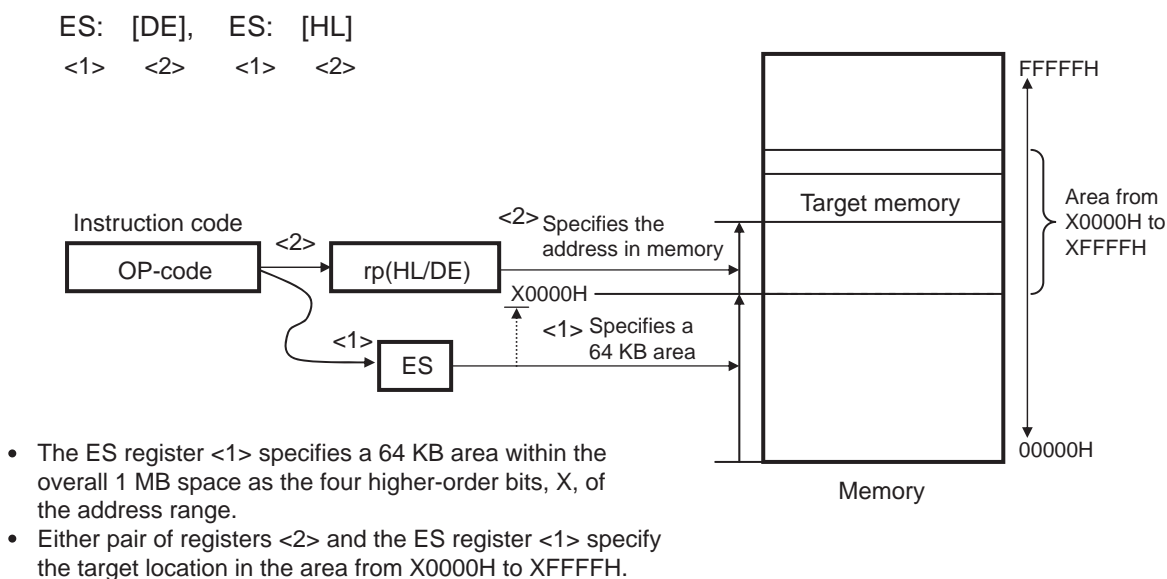 ES: [DE], ES: [HL]
<1> <2> <1> <2>
FFFFFH
Target memory
Area from
X0000H to
XFFFFH
Instruction code
OP-code
<2>
rp(HL/DE)
<2> Specifies the
address in memory
X0000H
<1>
ES
<1> Specifies a
64 KB area
00000H
Memory
• The ES register <1> specifies a 64 KB area within the
overall 1 MB space as the four higher-order bits, X, of
the address range.
• Either pair of registers <2> and the ES register <1> specify
the target location in the area from X0000H to XFFFFH.